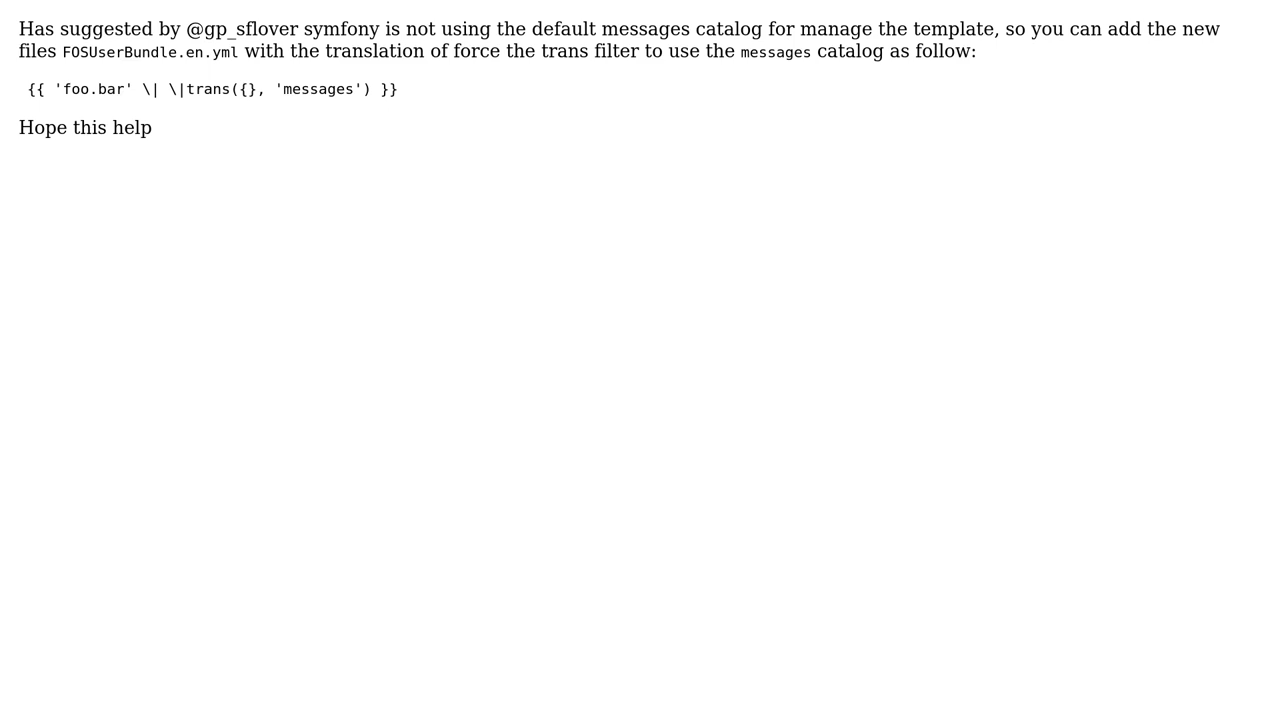 Has suggested by @gp_sflover symfony is not using the default messages catalog for manage the template, so you can add the new
files FOSUserBundle.en.yml with the translation of force the trans filter to use the messages catalog as follow:
{{ 'foo.bar' \| \|trans({}, 'messages') }}
Hope this help